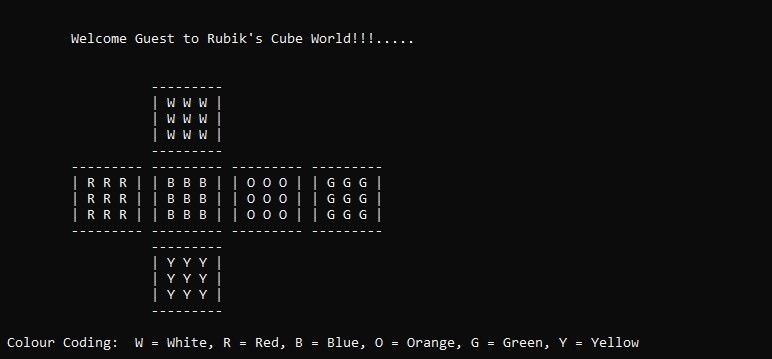 Welcome Guest to Rubik's Cube World!!!.....
---------
| W W W |
| W W W |
| W W W |
---------
--------- --------- --------- ---------
| R R R | | B B B | | O O O | | G G G |
| R R R | | B B B | | O O O | | G G G |
| R R R | | B B B | | O O O | | G G G |
--------- --------- --------- ---------
---------
| Y Y Y |
| Y Y Y |
| Y Y Y |
---------
Colour Coding:  W = White, R = Red, B = Blue, O = Orange, G = Green, Y = Yellow